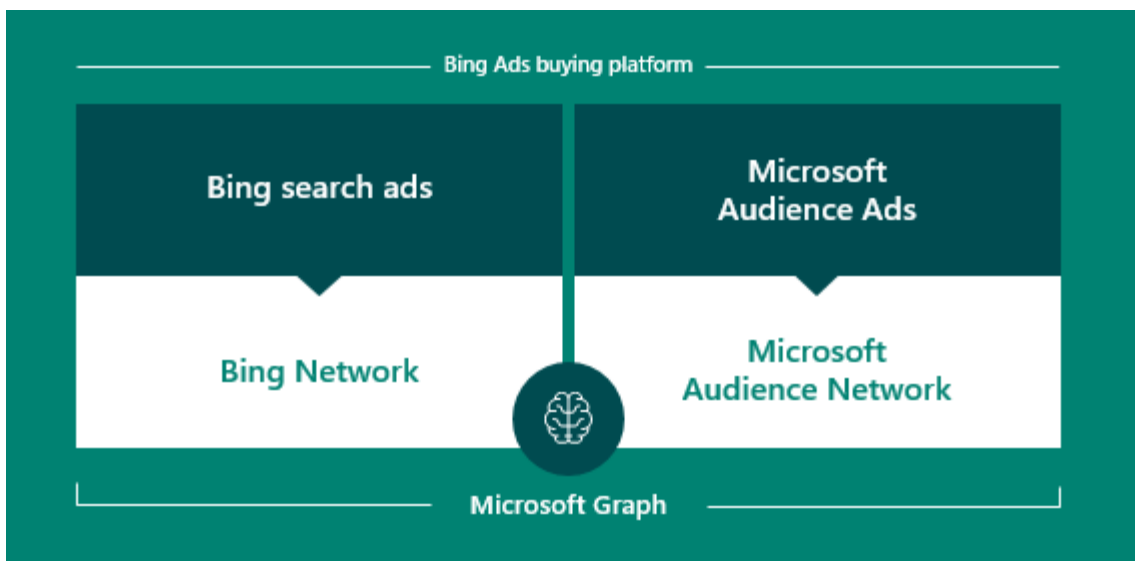 Bing Ads buying platform
Bing search ads
Microsoft
Audience Ads
Bing Network
Microsoft
Audience Network
Microsoft Graph